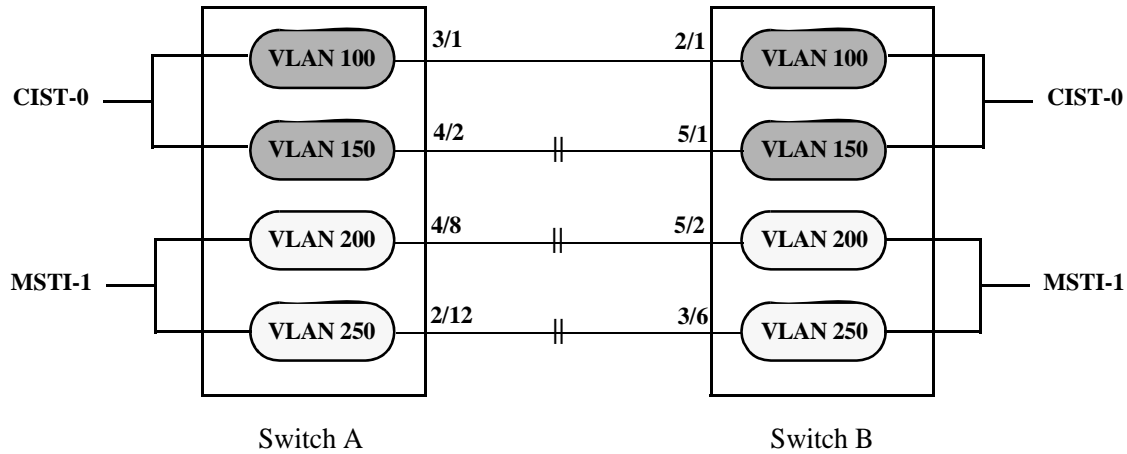 3/1 2/1
VLAN 100 VLAN 100
CIST-0 CIST-0
4/2 5/1
VLAN 150 VLAN 150
4/8 5/2
VLAN 200 VLAN 200
MSTI-1 MSTI-1
2/12 3/6
VLAN 250 VLAN 250
Switch A Switch B